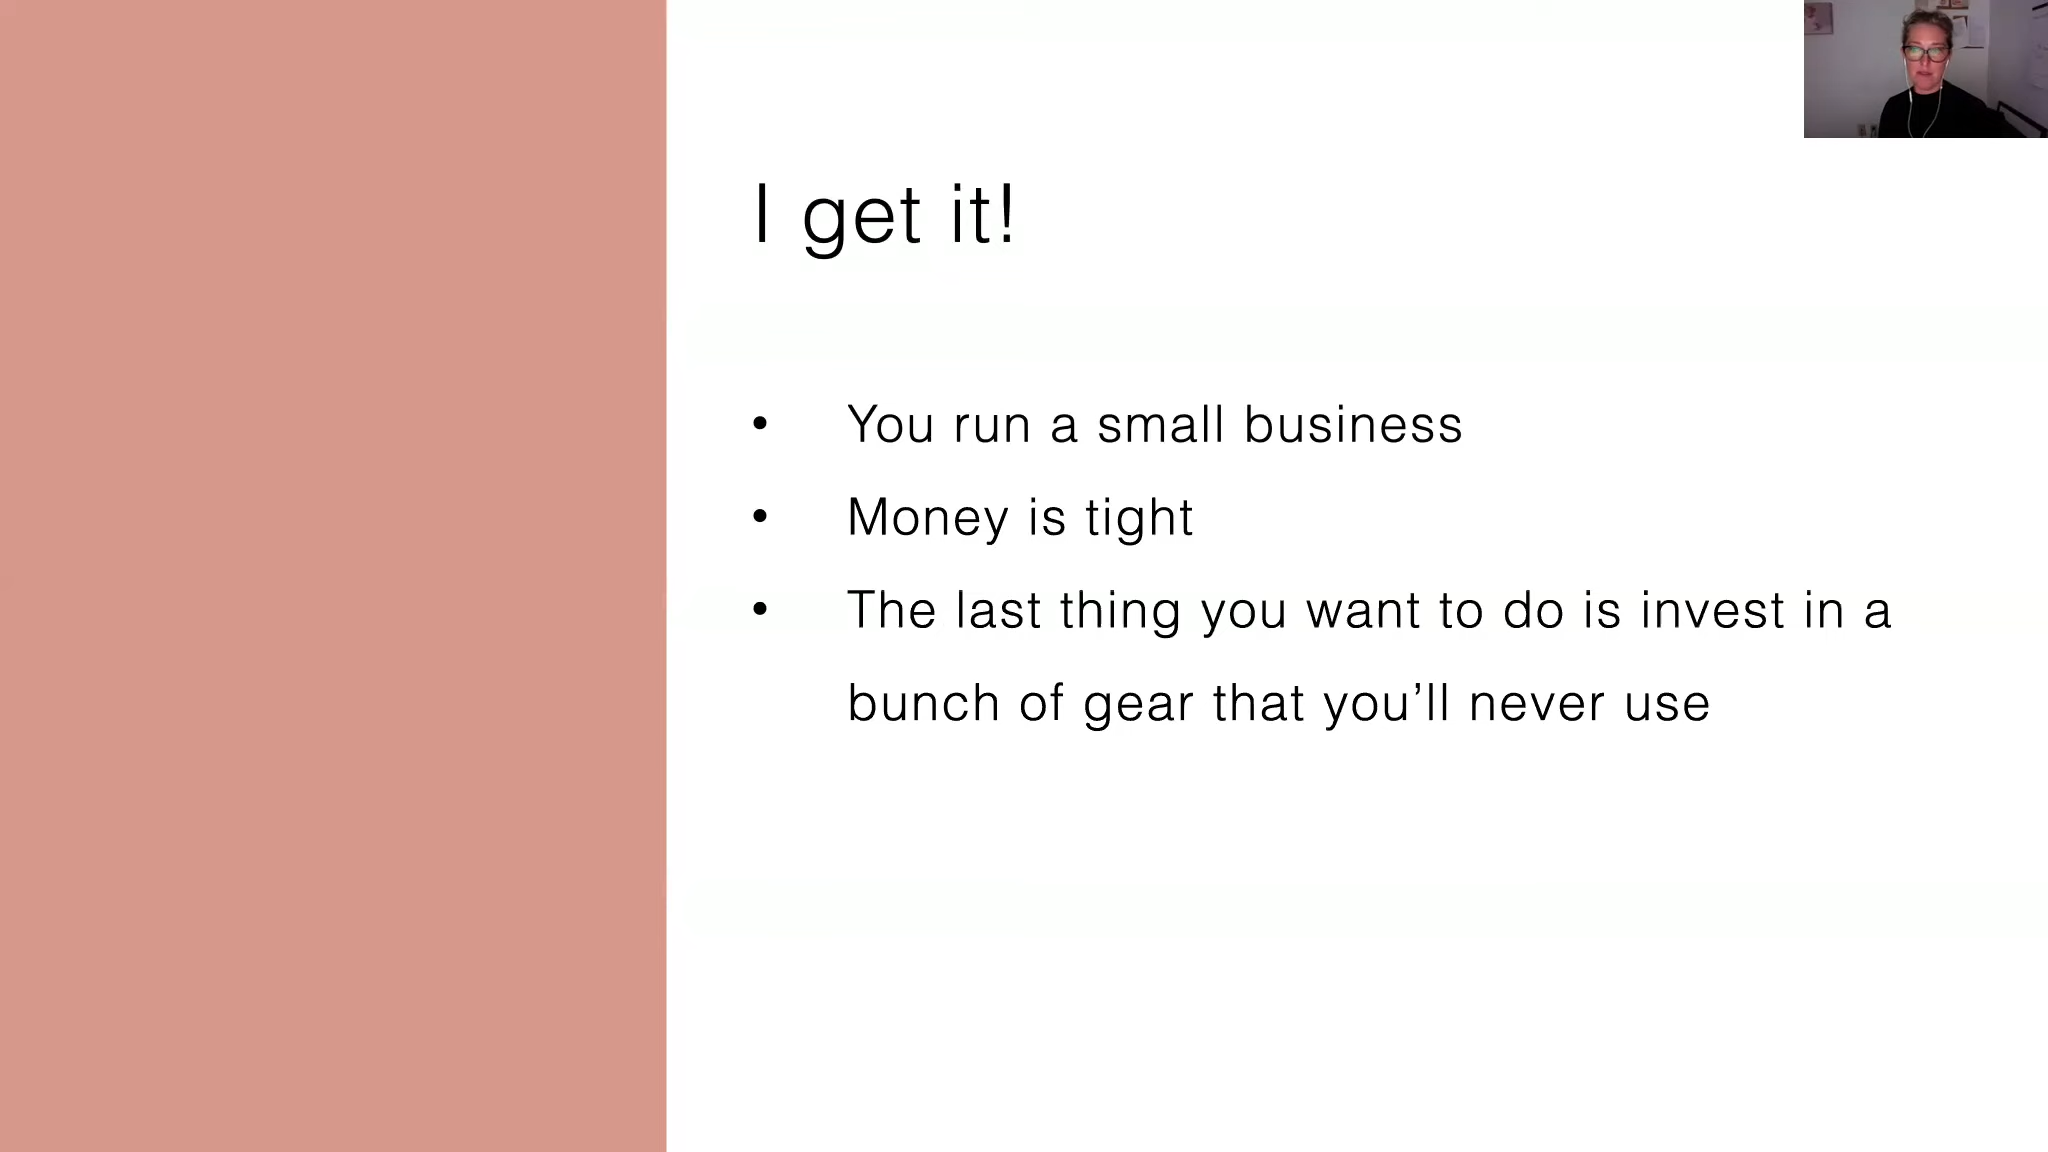 I get it!
• You run a small business
• Money is tight
• The last thing you want to do is invest in a
bunch of gear that you’ll never use